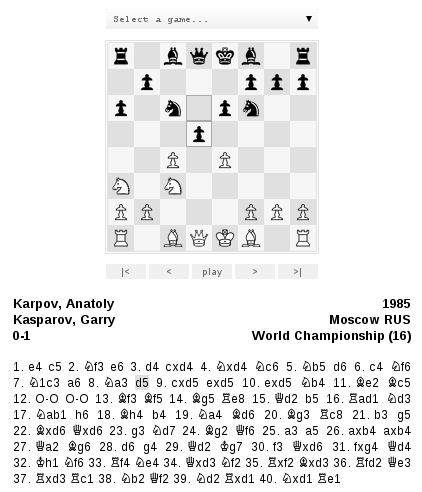 Select a game...
|< < play > >|
Karpov, Anatoly 1985
Kasparov, Garry Moscow RUS
0-1 World Championship (16)
1. e4 c5 2. ♘f3 e6 3. d4 cxd4 4. ♘xd4 ♘c6 5. ♘b5 d6 6. c4 ♘f6
7. ♘1c3 a6 8. ♘a3 d5 9. cxd5 exd5 10. exd5 ♘b4 11. ♗e2 ♗c5
12. O-O O-O 13. ♗f3 ♗f5 14. ♗g5 ♖e8 15. ♕d2 b5 16. ♖ad1 ♘d3
17. ♘ab1 h6 18. ♗h4 b4 19. ♘a4 ♗d6 20. ♗g3 ♖c8 21. b3 g5
22. ♗xd6 ♕xd6 23. g3 ♘d7 24. ♗g2 ♕f6 25. a3 a5 26. axb4 axb4
27. ♕a2 ♗g6 28. d6 g4 29. ♕d2 ♔g7 30. f3 ♕xd6 31. fxg4 ♕d4
32. ♔h1 ♘f6 33. ♖f4 ♘e4 34. ♕xd3 ♘f2 35. ♖xf2 ♗xd3 36. ♖fd2 ♕e3
37. ♖xd3 ♖c1 38. ♘b2 ♕f2 39. ♘d2 ♖xd1 40. ♘xd1 ♖e1